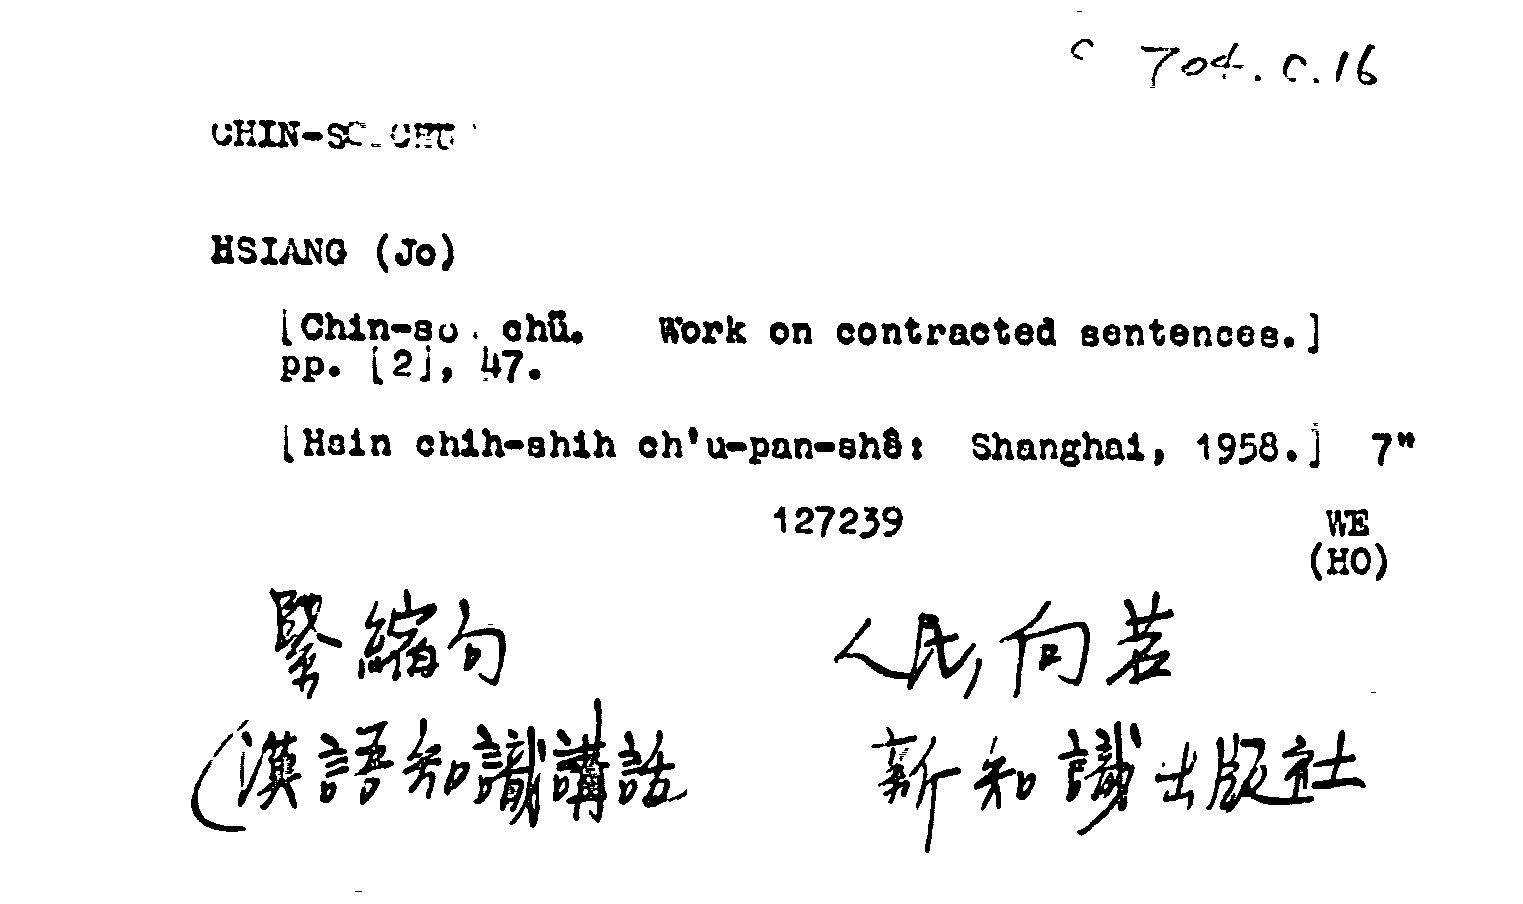 c 704. c. 16
CHIN-SO CHU
HSIANG (Jo)
[Chin-so chü. Work on contracted sentences.]
pp. [2], 47.
[Hsin chih-shih ch'u-pan-shê: Shanghai, 1958.] 7"
127239 WE
(HO)
緊縮句 人民, 向若
(漢語知識講話 新知識出版社